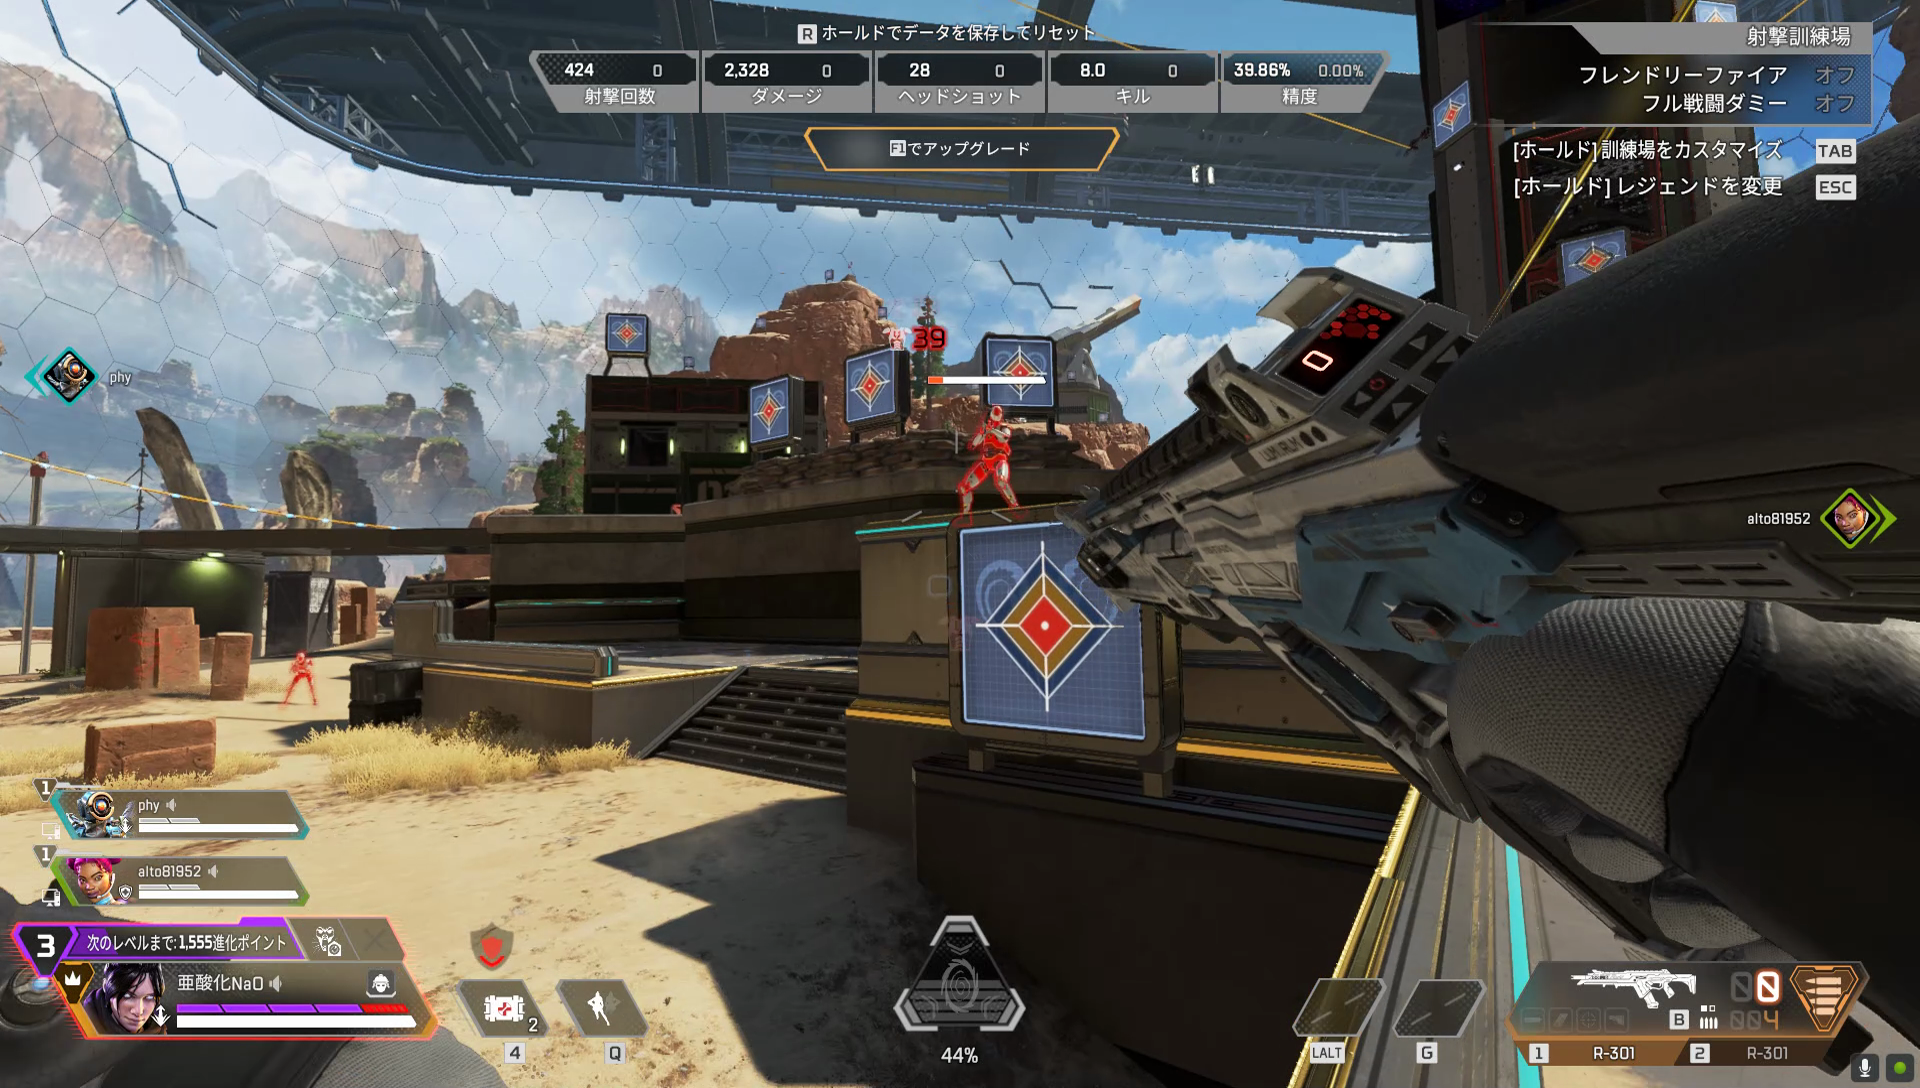 R ホールドでデータを保存してリセット
424 0
射撃回数
2,328 0
ダメージ
28 0
ヘッドショット
8.0 0
キル
39.86% 0.00%
精度
F1でアップグレード
射撃訓練場
フレンドリーファイア オフ
フル戦闘ダミー オフ
[ホールド]訓練場をカスタマイズ TAB
[ホールド]レジェンドを変更 ESC
39
phy
0
alto81952
1
phy
1
alto81952
3
次のレベルまで:1,555進化ポイント
亜酸化NaO
2
4
Q
44%
LALT
G
00
B
004
1 R-301
2 R-301